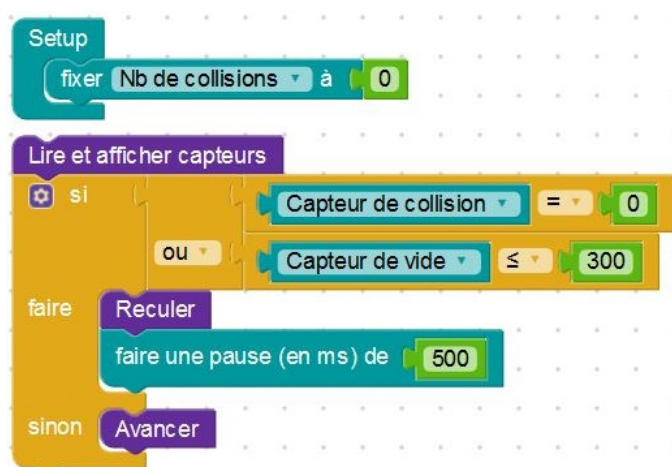 Setup
fixer Nb de collisions à 0
Lire et afficher capteurs
si Capteur de collision = 0
ou Capteur de vide ≤ 300
faire Reculer
faire une pause (en ms) de 500
sinon Avancer